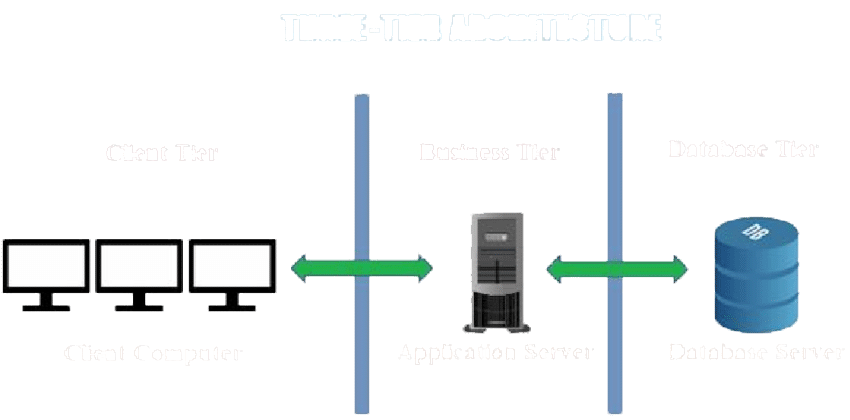 THREE-TIER ARCHITECTURE
Client Tier
Business Tier
Database Tier
DB
Client Computer
Application Server
Database Server